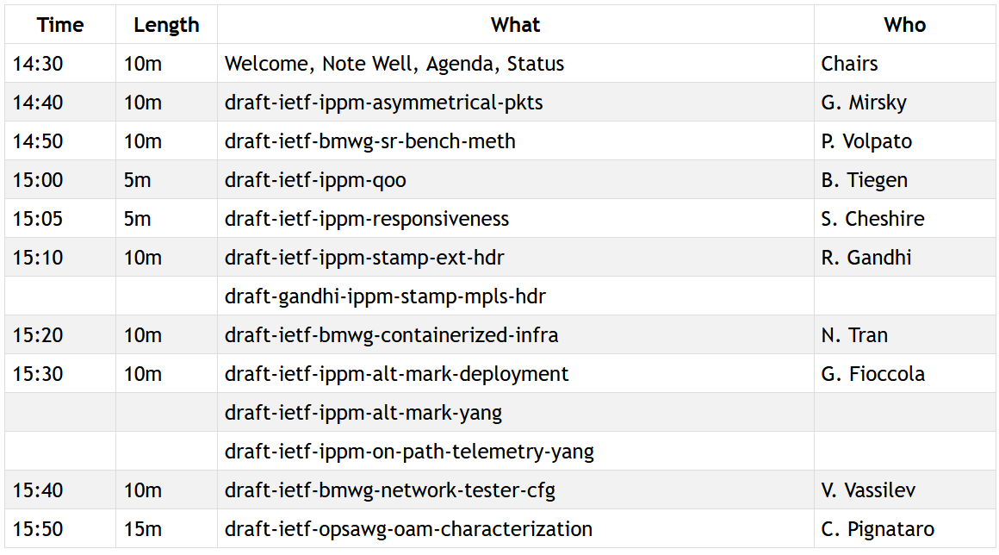 Time Length What Who
14:30 10m Welcome, Note Well, Agenda, Status Chairs
14:40 10m draft-ietf-ippm-asymmetrical-pkts G. Mirsky
14:50 10m draft-ietf-bmwg-sr-bench-meth P. Volpato
15:00 5m draft-ietf-ippm-qoo B. Tiegen
15:05 5m draft-ietf-ippm-responsiveness S. Cheshire
15:10 10m draft-ietf-ippm-stamp-ext-hdr R. Gandhi
draft-gandhi-ippm-stamp-mpls-hdr
15:20 10m draft-ietf-bmwg-containerized-infra N. Tran
15:30 10m draft-ietf-ippm-alt-mark-deployment G. Fioccola
draft-ietf-ippm-alt-mark-yang
draft-ietf-ippm-on-path-telemetry-yang
15:40 10m draft-ietf-bmwg-network-tester-cfg V. Vassilev
15:50 15m draft-ietf-opsawg-oam-characterization C. Pignataro